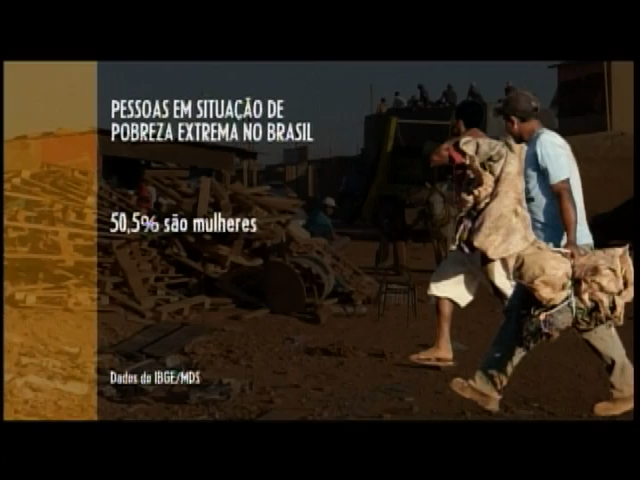 PESSOAS EM SITUAÇÃO DE
POBREZA EXTREMA NO BRASIL
50,5% são mulheres
Dados do IBGE/MDS